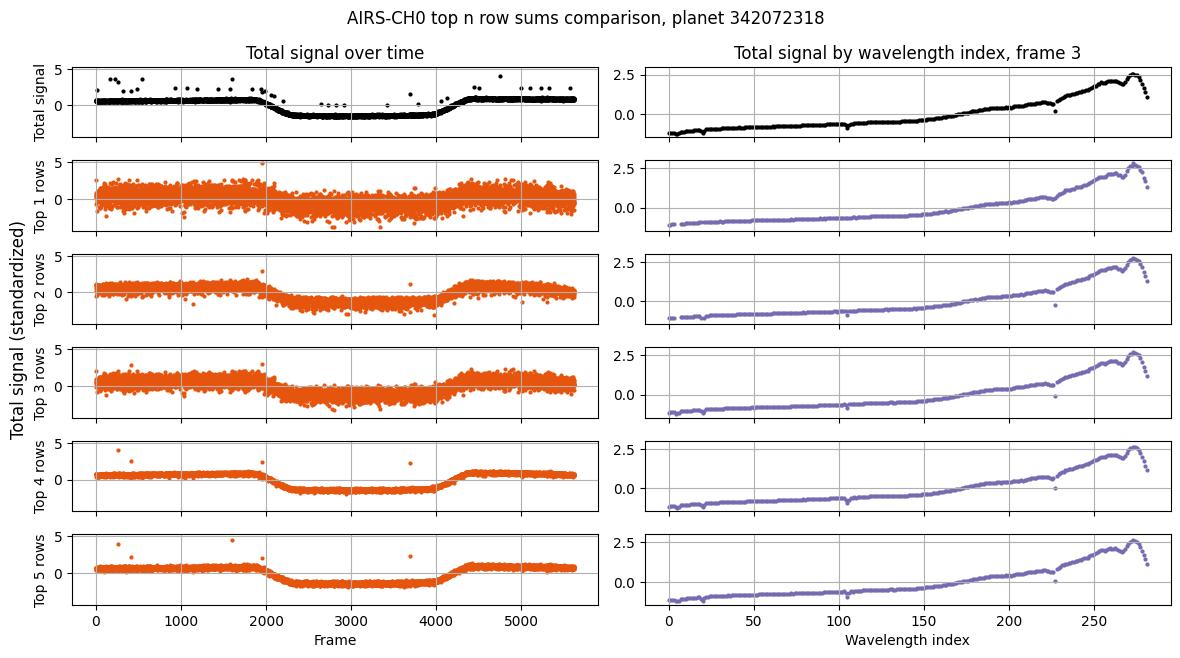 AIRS-CH0 top n row sums comparison, planet 342072318
Total signal over time
Total signal by wavelength index, frame 3
Total signal (standardized)
Total signal
5
0
2.5
0.0
Top 1 rows
5
0
2.5
0.0
Top 2 rows
5
0
2.5
0.0
Top 3 rows
5
0
2.5
0.0
Top 4 rows
5
0
2.5
0.0
Top 5 rows
5
0
2.5
0.0
0 1000 2000 3000 4000 5000
0 50 100 150 200 250
Frame
Wavelength index